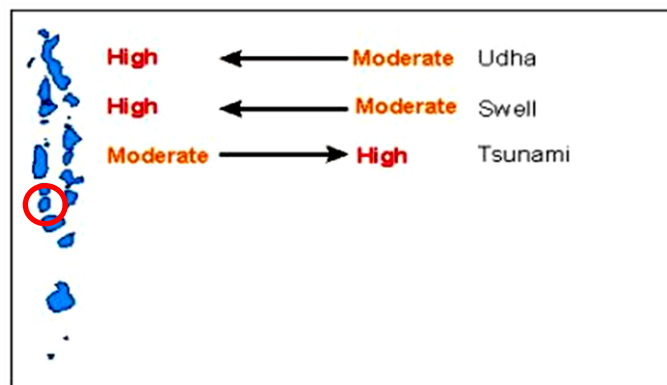 High Moderate Udha
High Moderate Swell
Moderate High Tsunami